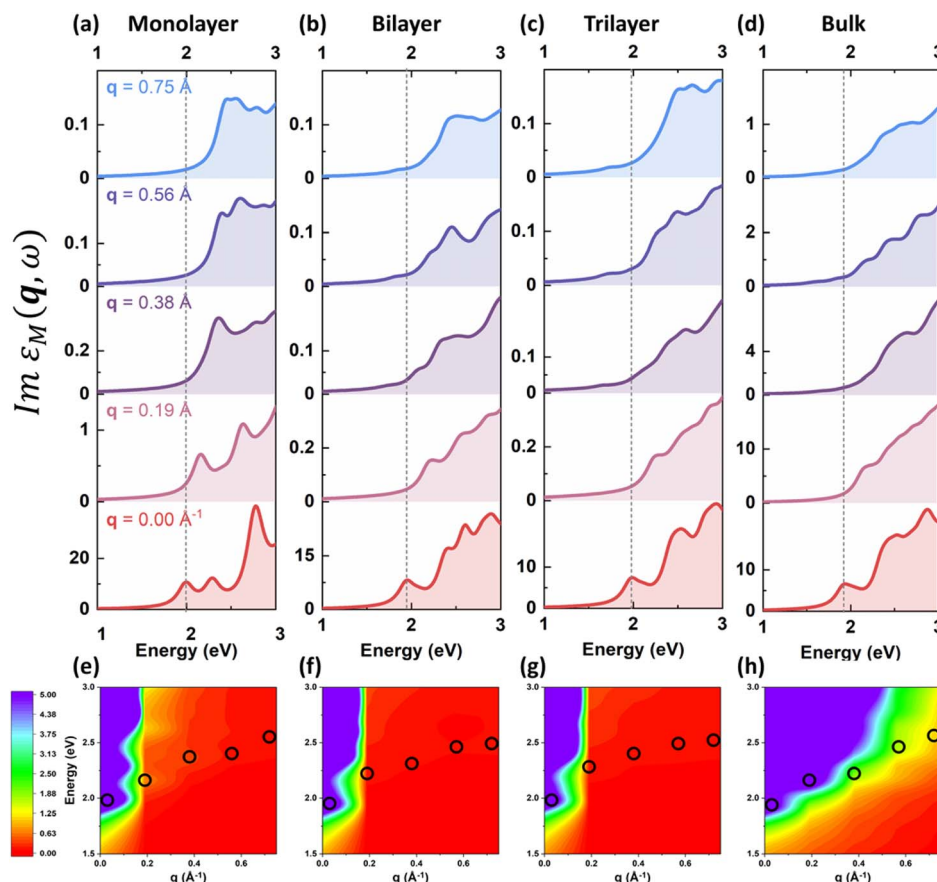 (a) Monolayer (b) Bilayer (c) Trilayer (d) Bulk
1 2 3 1 2 3 1 2 3 1 2 3
q = 0.75 Å
0.1 0.1 0.1 1
0 0 0 0
q = 0.56 Å
0.1 0.1 0.1 2
0 0 0 0
q = 0.38 Å
0.2 0.1 0.1 4
0 0 0 0
q = 0.19 Å
1 0.2 0.2 10
0 0 0 0
q = 0.00 Å⁻¹
20 15 10 10
0 0 0 0
Im ε_M(q, ω)
1 2 3 1 2 3 1 2 3 1 2 3
Energy (eV) Energy (eV) Energy (eV) Energy (eV)
(e) (f) (g) (h)
5.00
4.38
3.75
3.13
2.50
1.88
1.25
0.63
0.00
Energy (eV)
3.0 3.0 3.0 3.0
2.5 2.5 2.5 2.5
2.0 2.0 2.0 2.0
1.5 1.5 1.5 1.5
0.0 0.2 0.4 0.6 0.0 0.2 0.4 0.6 0.0 0.2 0.4 0.6 0.0 0.2 0.4 0.6
q (Å⁻¹) q (Å⁻¹) q (Å⁻¹) q (Å⁻¹)